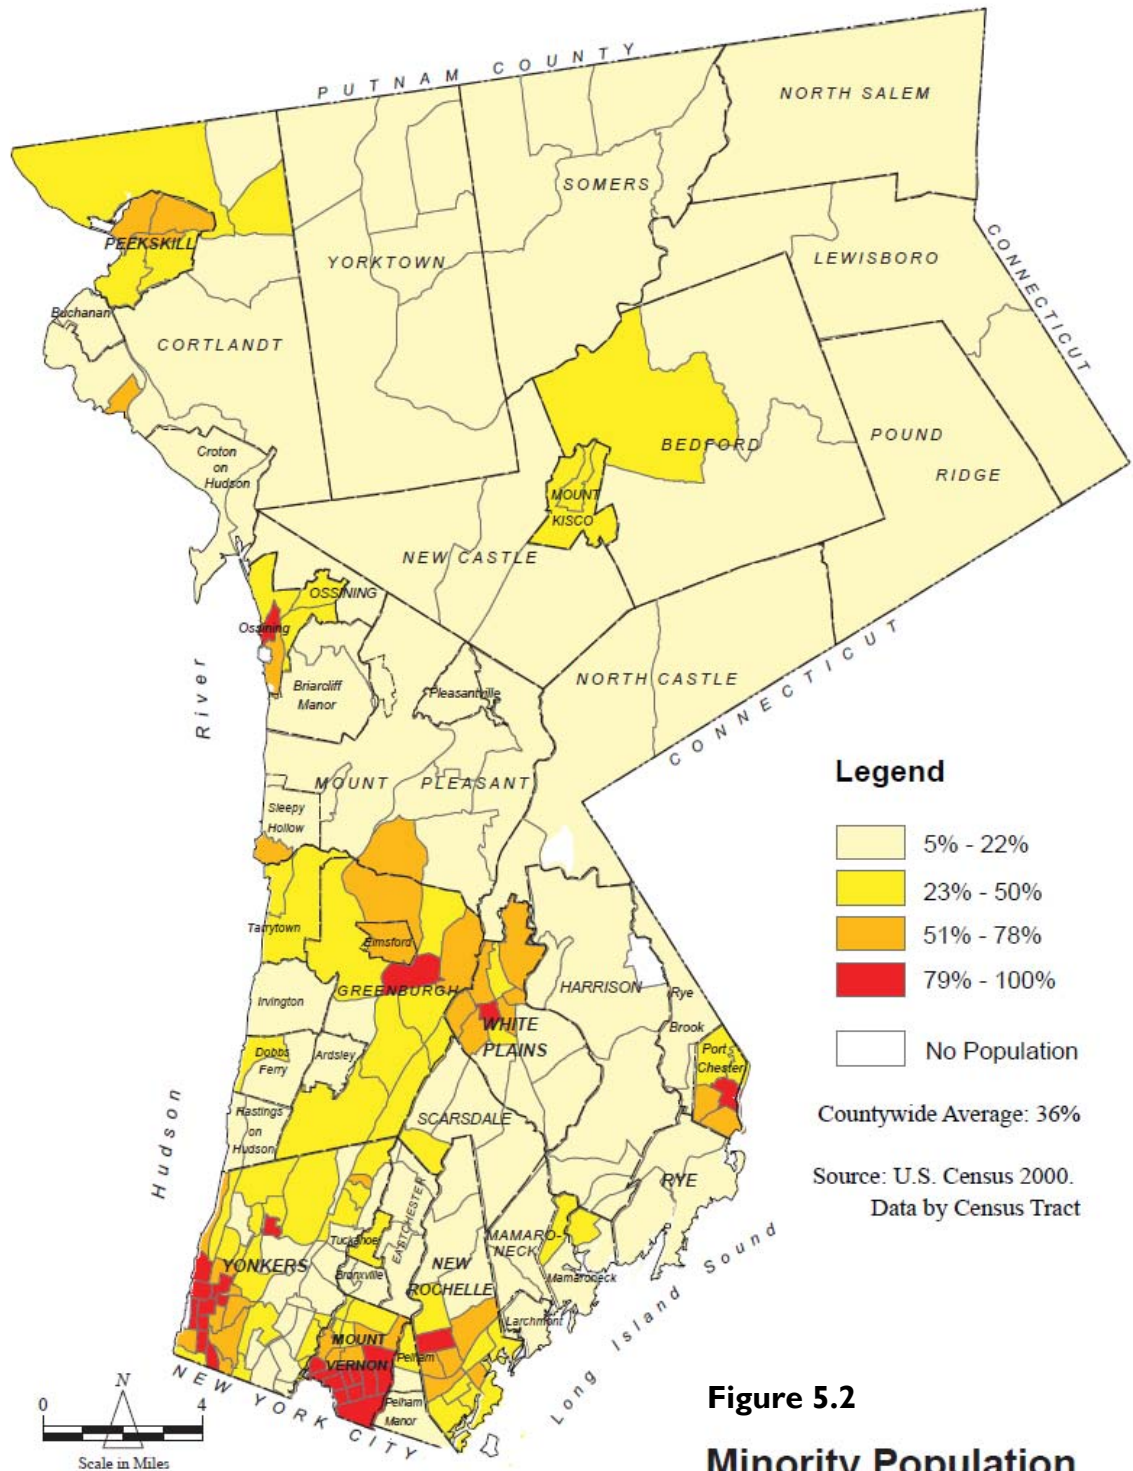 PUTNAM COUNTY
NORTH SALEM
SOMERS
PEEKSKILL
YORKTOWN
LEWISBORO
CONNECTICUT
Buchanan
CORTLANDT
BEDFORD
POUND
RIDGE
Croton
on
Hudson
MOUNT
KISCO
NEW CASTLE
OSSINING
Ossining
NORTH CASTLE
CONNECTICUT
River
Briarcliff
Manor
Pleasantville
MOUNT PLEASANT
Sleepy
Hollow
Legend
5% - 22%
23% - 50%
51% - 78%
79% - 100%
No Population
Countywide Average: 36%
Source: U.S. Census 2000.
Data by Census Tract
Tarrytown
Elmsford
GREENBURGH
HARRISON
Irvington
Rye
Brook
WHITE
PLAINS
Port
Chester
Dobbs
Ferry
Ardsley
Hudson
Hastings
on
Hudson
SCARSDALE
RYE
EASTCHESTER
Tuckahoe
MAMARO-
NECK
YONKERS
Bronxville
NEW
ROCHELLE
Mamaroneck
Long Island Sound
Larchmont
MOUNT
VERNON
Pelham
Pelham
Manor
NEW YORK CITY
N
0 4
Scale in Miles
Figure 5.2
Minority Population